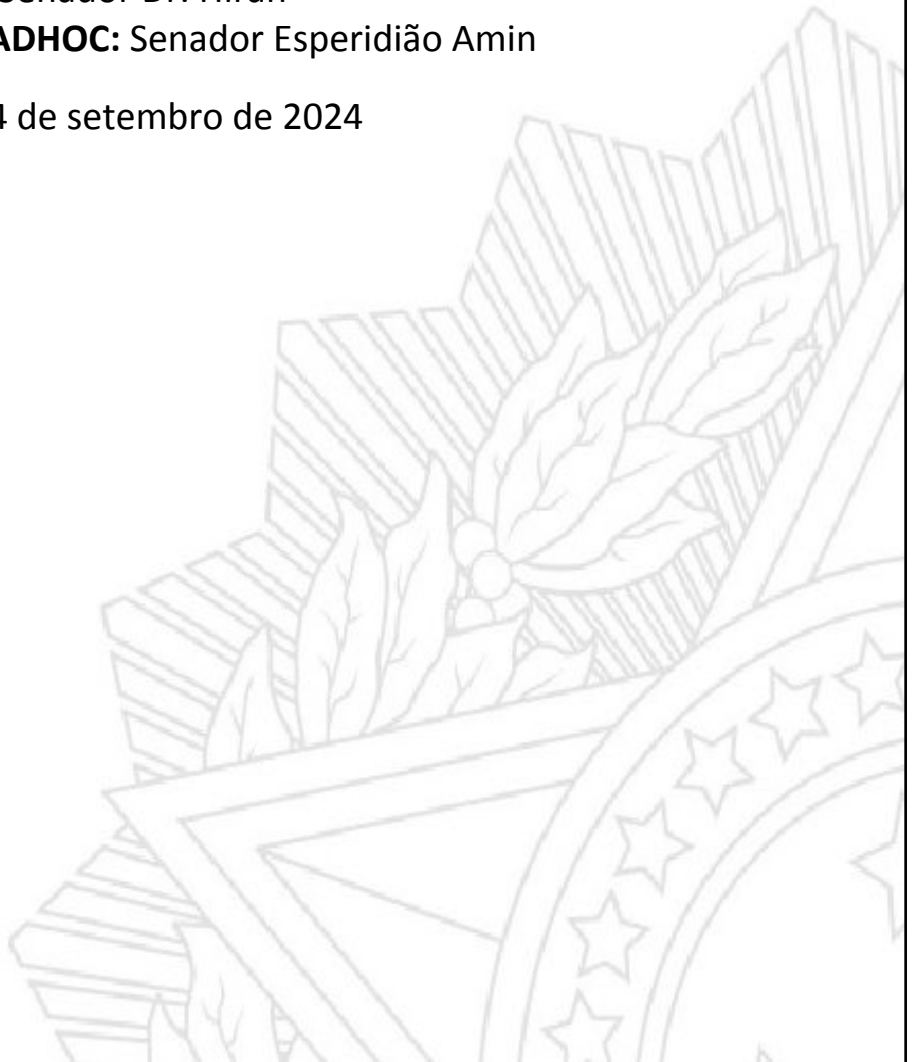 Senador Dr. Hiran
ADHOC: Senador Esperidião Amin
4 de setembro de 2024